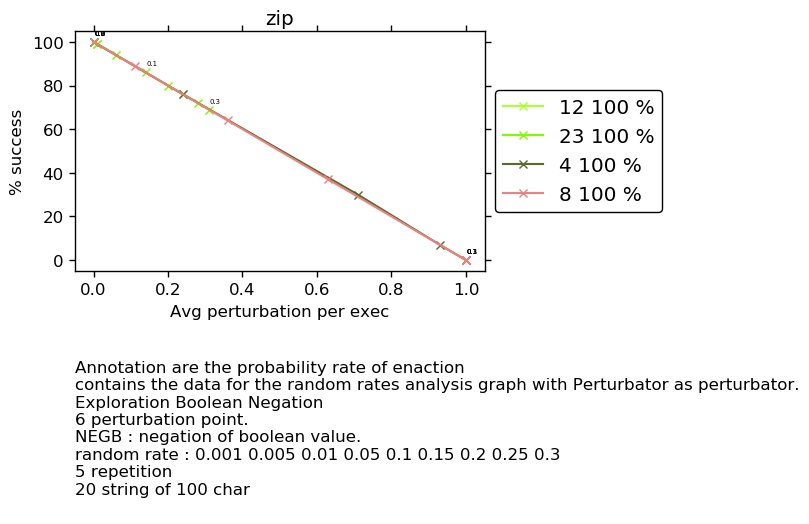 zip
100
80
60
40
20
0
% success
0.1
0.3
0.0
0.2
0.4
0.6
0.8
1.0
Avg perturbation per exec
12 100 %
23 100 %
4 100 %
8 100 %
Annotation are the probability rate of enaction
contains the data for the random rates analysis graph with Perturbator as perturbator.
Exploration Boolean Negation
6 perturbation point.
NEGB : negation of boolean value.
random rate : 0.001 0.005 0.01 0.05 0.1 0.15 0.2 0.25 0.3
5 repetition
20 string of 100 char